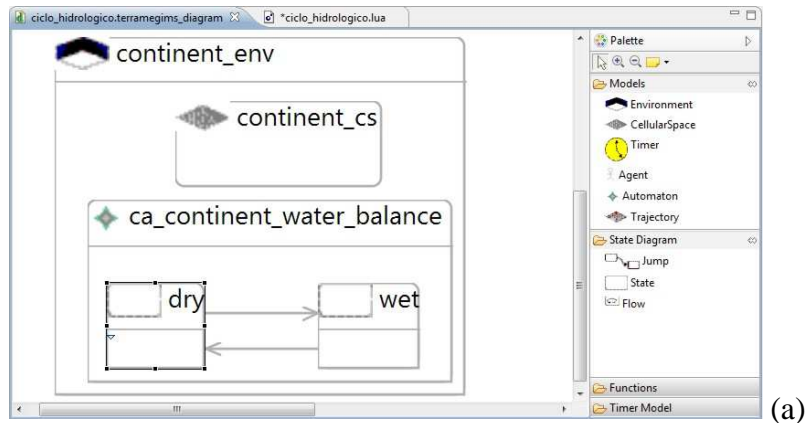 ciclo_hidrologico.terramegims_diagram
*ciclo_hidrologico.lua
continent_env
continent_cs
ca_continent_water_balance
dry
wet
Palette
Models
Environment
CellularSpace
Timer
Agent
Automaton
Trajectory
State Diagram
Jump
State
Flow
Functions
Timer Model
(a)